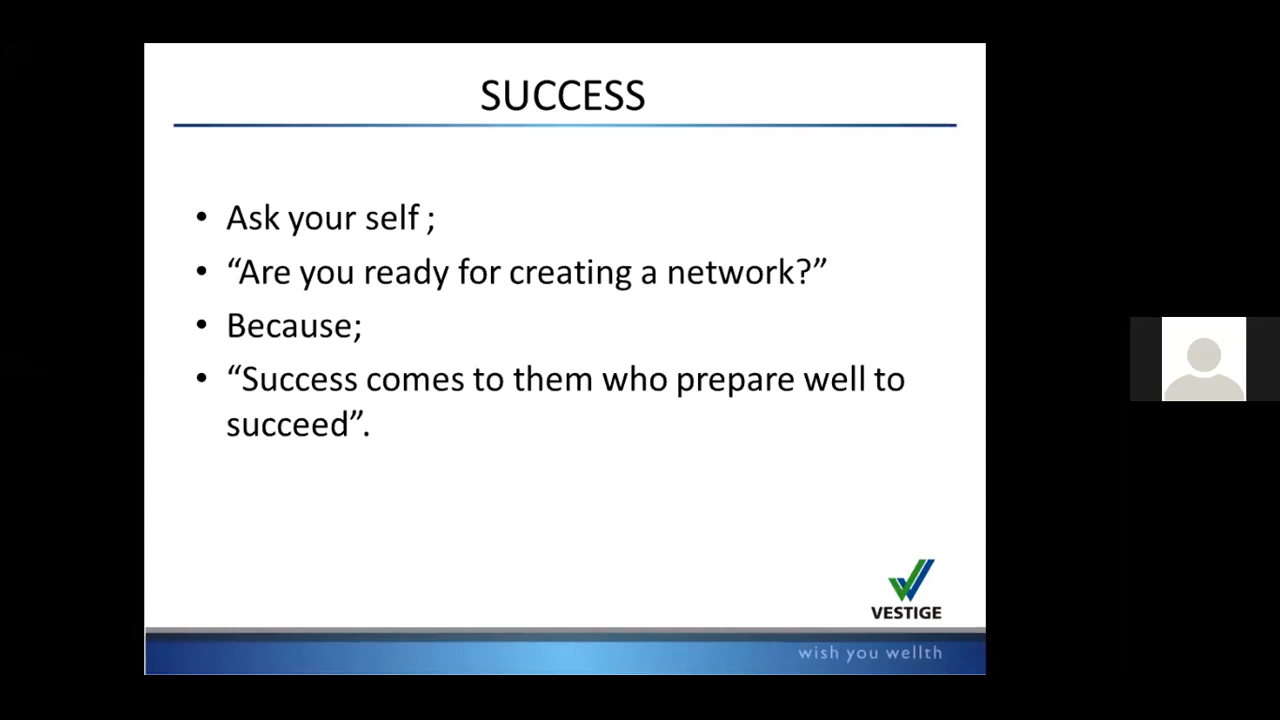 SUCCESS
• Ask your self ;
• “Are you ready for creating a network?”
• Because;
• “Success comes to them who prepare well to
succeed”.
VESTIGE
wish you wellth